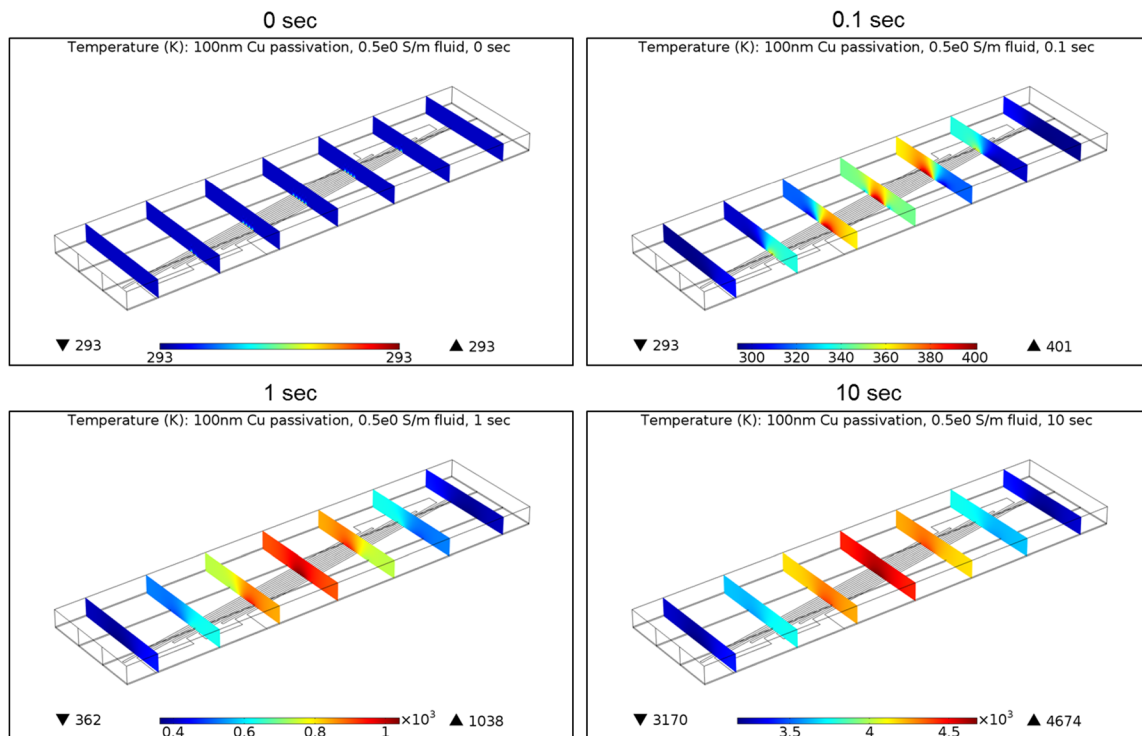 0 sec
Temperature (K): 100nm Cu passivation, 0.5e0 S/m fluid, 0 sec
▼ 293
293
293
▲ 293
0.1 sec
Temperature (K): 100nm Cu passivation, 0.5e0 S/m fluid, 0.1 sec
▼ 293
300 320 340 360 380 400
▲ 401
1 sec
Temperature (K): 100nm Cu passivation, 0.5e0 S/m fluid, 1 sec
▼ 362
0.4 0.6 0.8 1
×10³
▲ 1038
10 sec
Temperature (K): 100nm Cu passivation, 0.5e0 S/m fluid, 10 sec
▼ 3170
3.5 4 4.5
×10³
▲ 4674